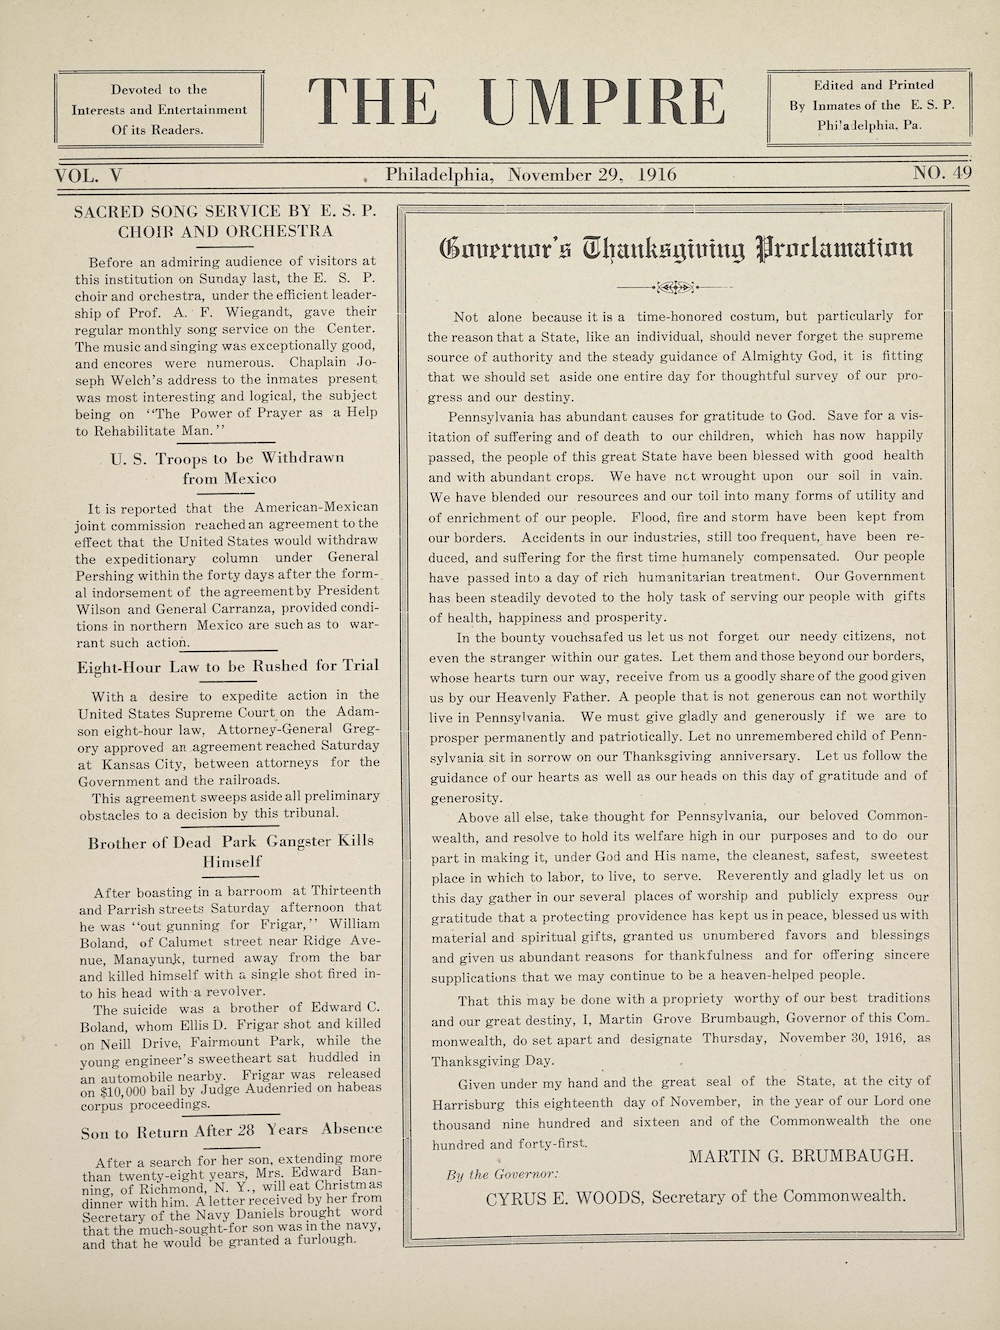 Devoted to the
Interests and Entertainment
Of its Readers.
THE UMPIRE
Edited and Printed
By Inmates of the E. S. P.
Philadelphia, Pa.
VOL. V
Philadelphia, November 29, 1916
NO. 49
SACRED SONG SERVICE BY E. S. P.
CHOIR AND ORCHESTRA
Before an admiring audience of visitors at
this institution on Sunday last, the E. S. P.
choir and orchestra, under the efficient leader-
ship of Prof. A. F. Wiegandt, gave their
regular monthly song service on the Center.
The music and singing was exceptionally good,
and encores were numerous. Chaplain Jo-
seph Welch's address to the inmates present
was most interesting and logical, the subject
being on "The Power of Prayer as a Help
to Rehabilitate Man."
U. S. Troops to be Withdrawn
from Mexico
It is reported that the American-Mexican
joint commission reached an agreement to the
effect that the United States would withdraw
the expeditionary column under General
Pershing within the forty days after the form-
al indorsement of the agreement by President
Wilson and General Carranza, provided condi-
tions in northern Mexico are such as to war-
rant such action.
Eight-Hour Law to be Rushed for Trial
With a desire to expedite action in the
United States Supreme Court on the Adam-
son eight-hour law, Attorney-General Greg-
ory approved an agreement reached Saturday
at Kansas City, between attorneys for the
Government and the railroads.
This agreement sweeps aside all preliminary
obstacles to a decision by this tribunal.
Brother of Dead Park Gangster Kills
Himself
After boasting in a barroom at Thirteenth
and Parrish streets Saturday afternoon that
he was "out gunning for Frigar," William
Boland, of Calumet street near Ridge Ave-
nue, Manayunk, turned away from the bar
and killed himself with a single shot fired in-
to his head with a revolver.
The suicide was a brother of Edward C.
Boland, whom Ellis D. Frigar shot and killed
on Neill Drive, Fairmount Park, while the
young engineer's sweetheart sat huddled in
an automobile nearby. Frigar was released
on $10,000 bail by Judge Audenried on habeas
corpus proceedings.
Son to Return After 28 Years Absence
After a search for her son, extending more
than twenty-eight years, Mrs. Edward Ban-
ning, of Richmond, N. Y., will eat Christmas
dinner with him. A letter received by her from
Secretary of the Navy Daniels brought word
that the much-sought-for son was in the navy,
and that he would be granted a furlough.
Governor's Thanksgiving Proclamation
Not alone because it is a time-honored costum, but particularly for
the reason that a State, like an individual, should never forget the supreme
source of authority and the steady guidance of Almighty God, it is fitting
that we should set aside one entire day for thoughtful survey of our pro-
gress and our destiny.
Pennsylvania has abundant causes for gratitude to God. Save for a vis-
itation of suffering and of death to our children, which has now happily
passed, the people of this great State have been blessed with good health
and with abundant crops. We have not wrought upon our soil in vain.
We have blended our resources and our toil into many forms of utility and
of enrichment of our people. Flood, fire and storm have been kept from
our borders. Accidents in our industries, still too frequent, have been re-
duced, and suffering for the first time humanely compensated. Our people
have passed into a day of rich humanitarian treatment. Our Government
has been steadily devoted to the holy task of serving our people with gifts
of health, happiness and prosperity.
In the bounty vouchsafed us let us not forget our needy citizens, not
even the stranger within our gates. Let them and those beyond our borders,
whose hearts turn our way, receive from us a goodly share of the good given
us by our Heavenly Father. A people that is not generous can not worthily
live in Pennsylvania. We must give gladly and generously if we are to
prosper permanently and patriotically. Let no unremembered child of Penn-
sylvania sit in sorrow on our Thanksgiving anniversary. Let us follow the
guidance of our hearts as well as our heads on this day of gratitude and of
generosity.
Above all else, take thought for Pennsylvania, our beloved Common-
wealth, and resolve to hold its welfare high in our purposes and to do our
part in making it, under God and His name, the cleanest, safest, sweetest
place in which to labor, to live, to serve. Reverently and gladly let us on
this day gather in our several places of worship and publicly express our
gratitude that a protecting providence has kept us in peace, blessed us with
material and spiritual gifts, granted us unumbered favors and blessings
and given us abundant reasons for thankfulness and for offering sincere
supplications that we may continue to be a heaven-helped people.
That this may be done with a propriety worthy of our best traditions
and our great destiny, I, Martin Grove Brumbaugh, Governor of this Com-
monwealth, do set apart and designate Thursday, November 30, 1916, as
Thanksgiving Day.
Given under my hand and the great seal of the State, at the city of
Harrisburg this eighteenth day of November, in the year of our Lord one
thousand nine hundred and sixteen and of the Commonwealth the one
hundred and forty-first.
MARTIN G. BRUMBAUGH.
By the Governor:
CYRUS E. WOODS, Secretary of the Commonwealth.